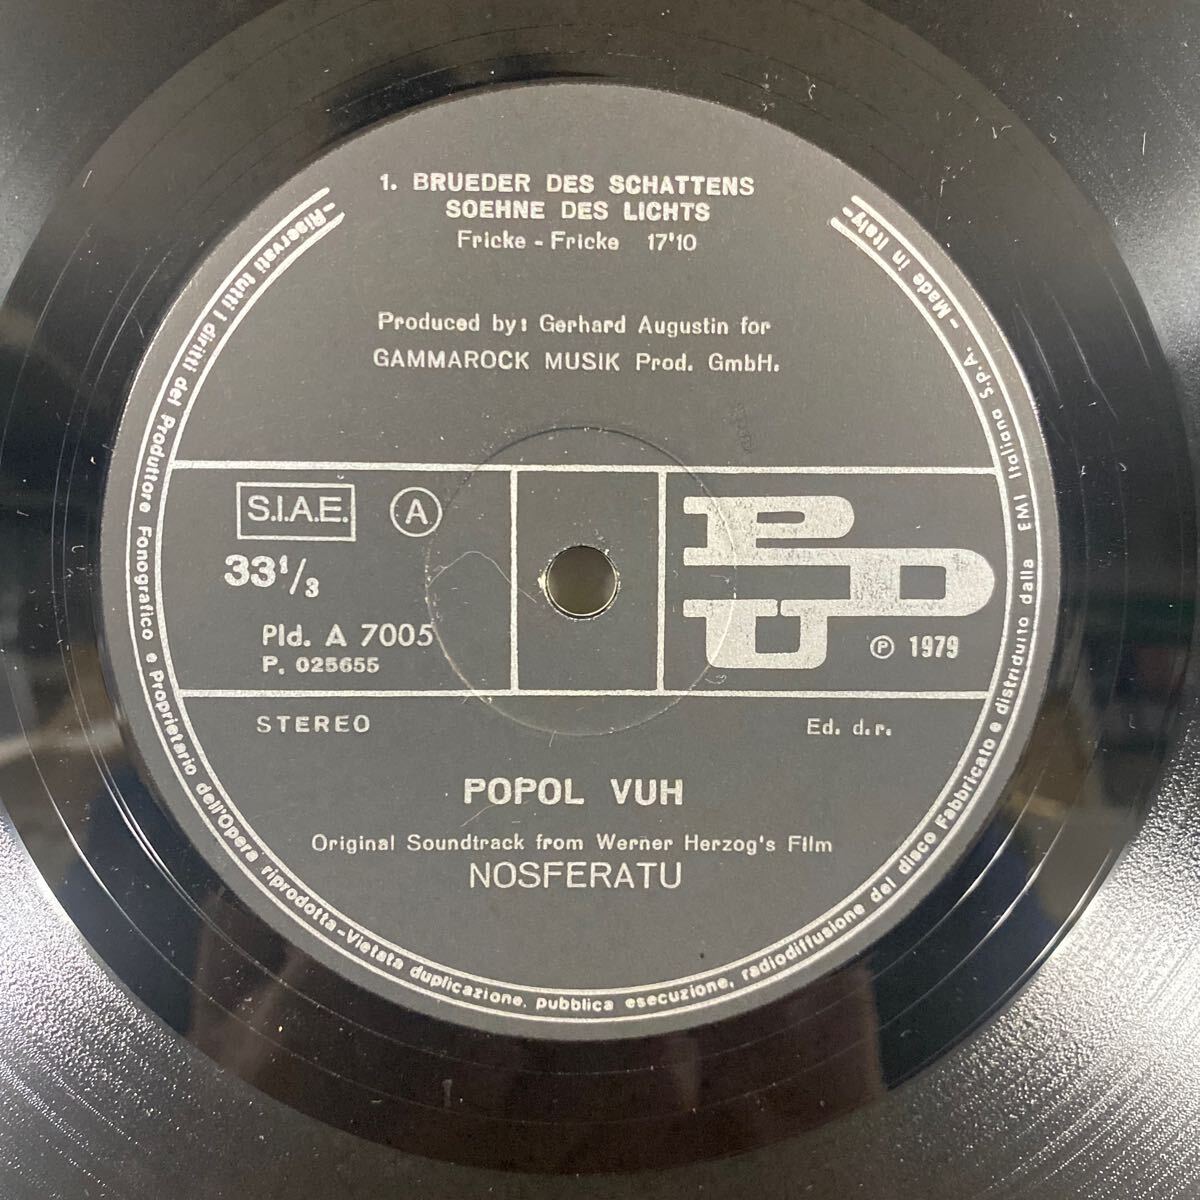 1. BRUEDER DES SCHATTENS
SOEHNE DES LICHTS
Fricke - Fricke 17'10
Produced by: Gerhard Augustin for
GAMMAROCK MUSIK Prod. GmbH.
S.I.A.E. A
33 1/3
Pld. A 7005
P. 025655
PDU
℗ 1979
STEREO
Ed. d.r.
POPOL VUH
Original Soundtrack from Werner Herzog's Film
NOSFERATU
-Riservati tutti i diritti del Produttore Fonografico e Proprietario dell'Opera riprodotta-Vietata duplicazione, pubblica esecuzione, radiodiffusione del disco Fabbricato e distribuito dalla EMI Italiana S.p.A. - Made in Italy-